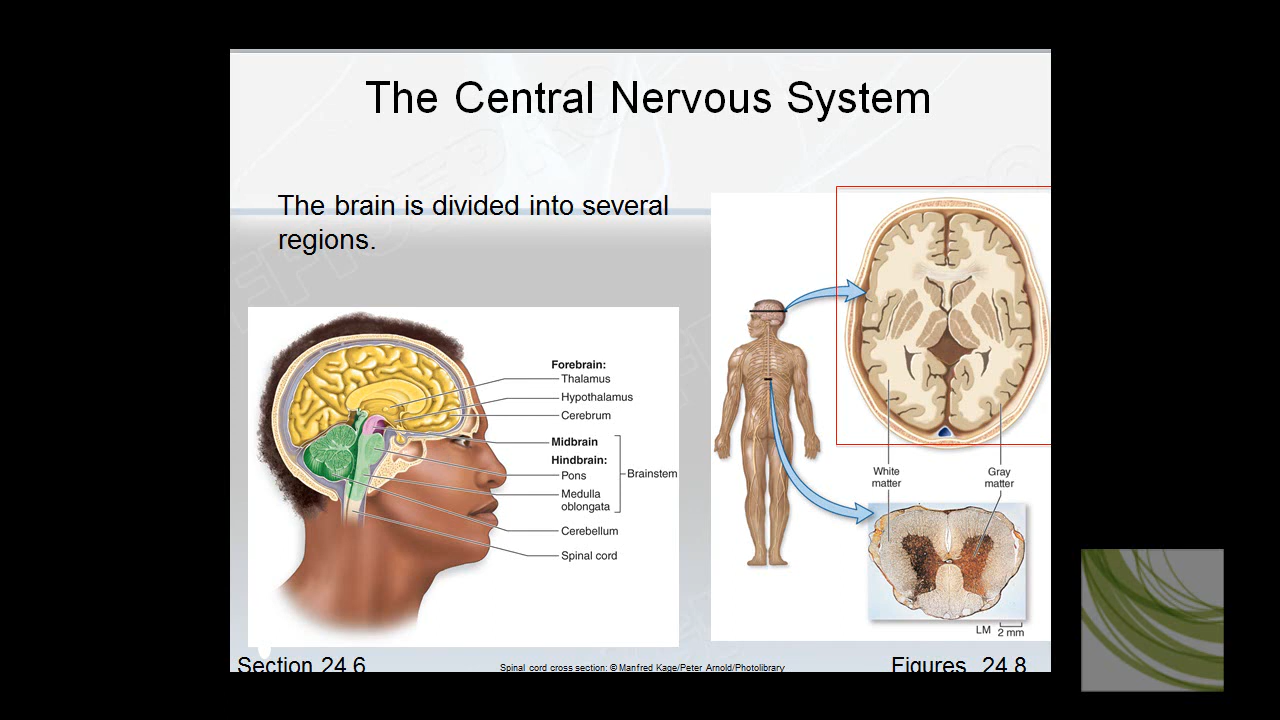 The Central Nervous System
The brain is divided into several
regions.
Forebrain:
Thalamus
Hypothalamus
Cerebrum
Midbrain
Hindbrain:
Pons
Brainstem
Medulla
oblongata
Cerebellum
Spinal cord
White
matter
Gray
matter
LM 2 mm
Section 24.6
Spinal cord cross section: © Manfred Kage/Peter Arnold/Photolibrary
Figures 24.8